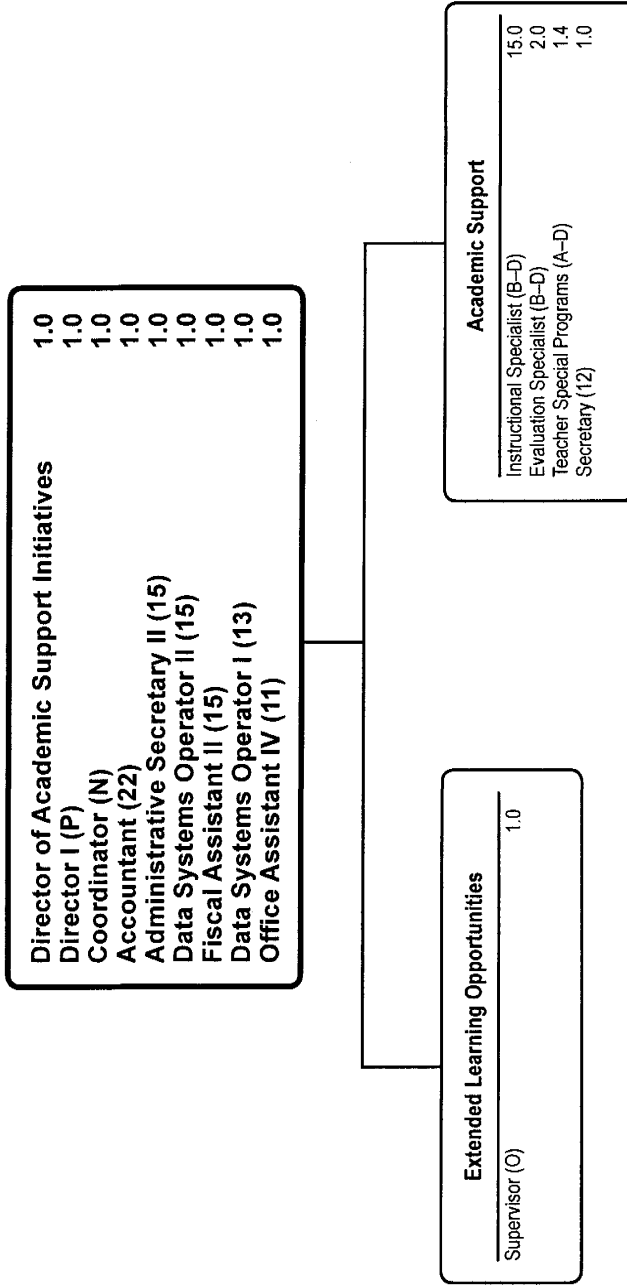 Director of Academic Support Initiatives 1.0
Director I (P) 1.0
Coordinator (N) 1.0
Accountant (22) 1.0
Administrative Secretary II (15) 1.0
Data Systems Operator II (15) 1.0
Fiscal Assistant II (15) 1.0
Data Systems Operator I (13) 1.0
Office Assistant IV (11) 1.0
Extended Learning Opportunities
Supervisor (O) 1.0
Academic Support
Instructional Specialist (B–D) 15.0
Evaluation Specialist (B–D) 2.0
Teacher Special Programs (A–D) 1.4
Secretary (12) 1.0